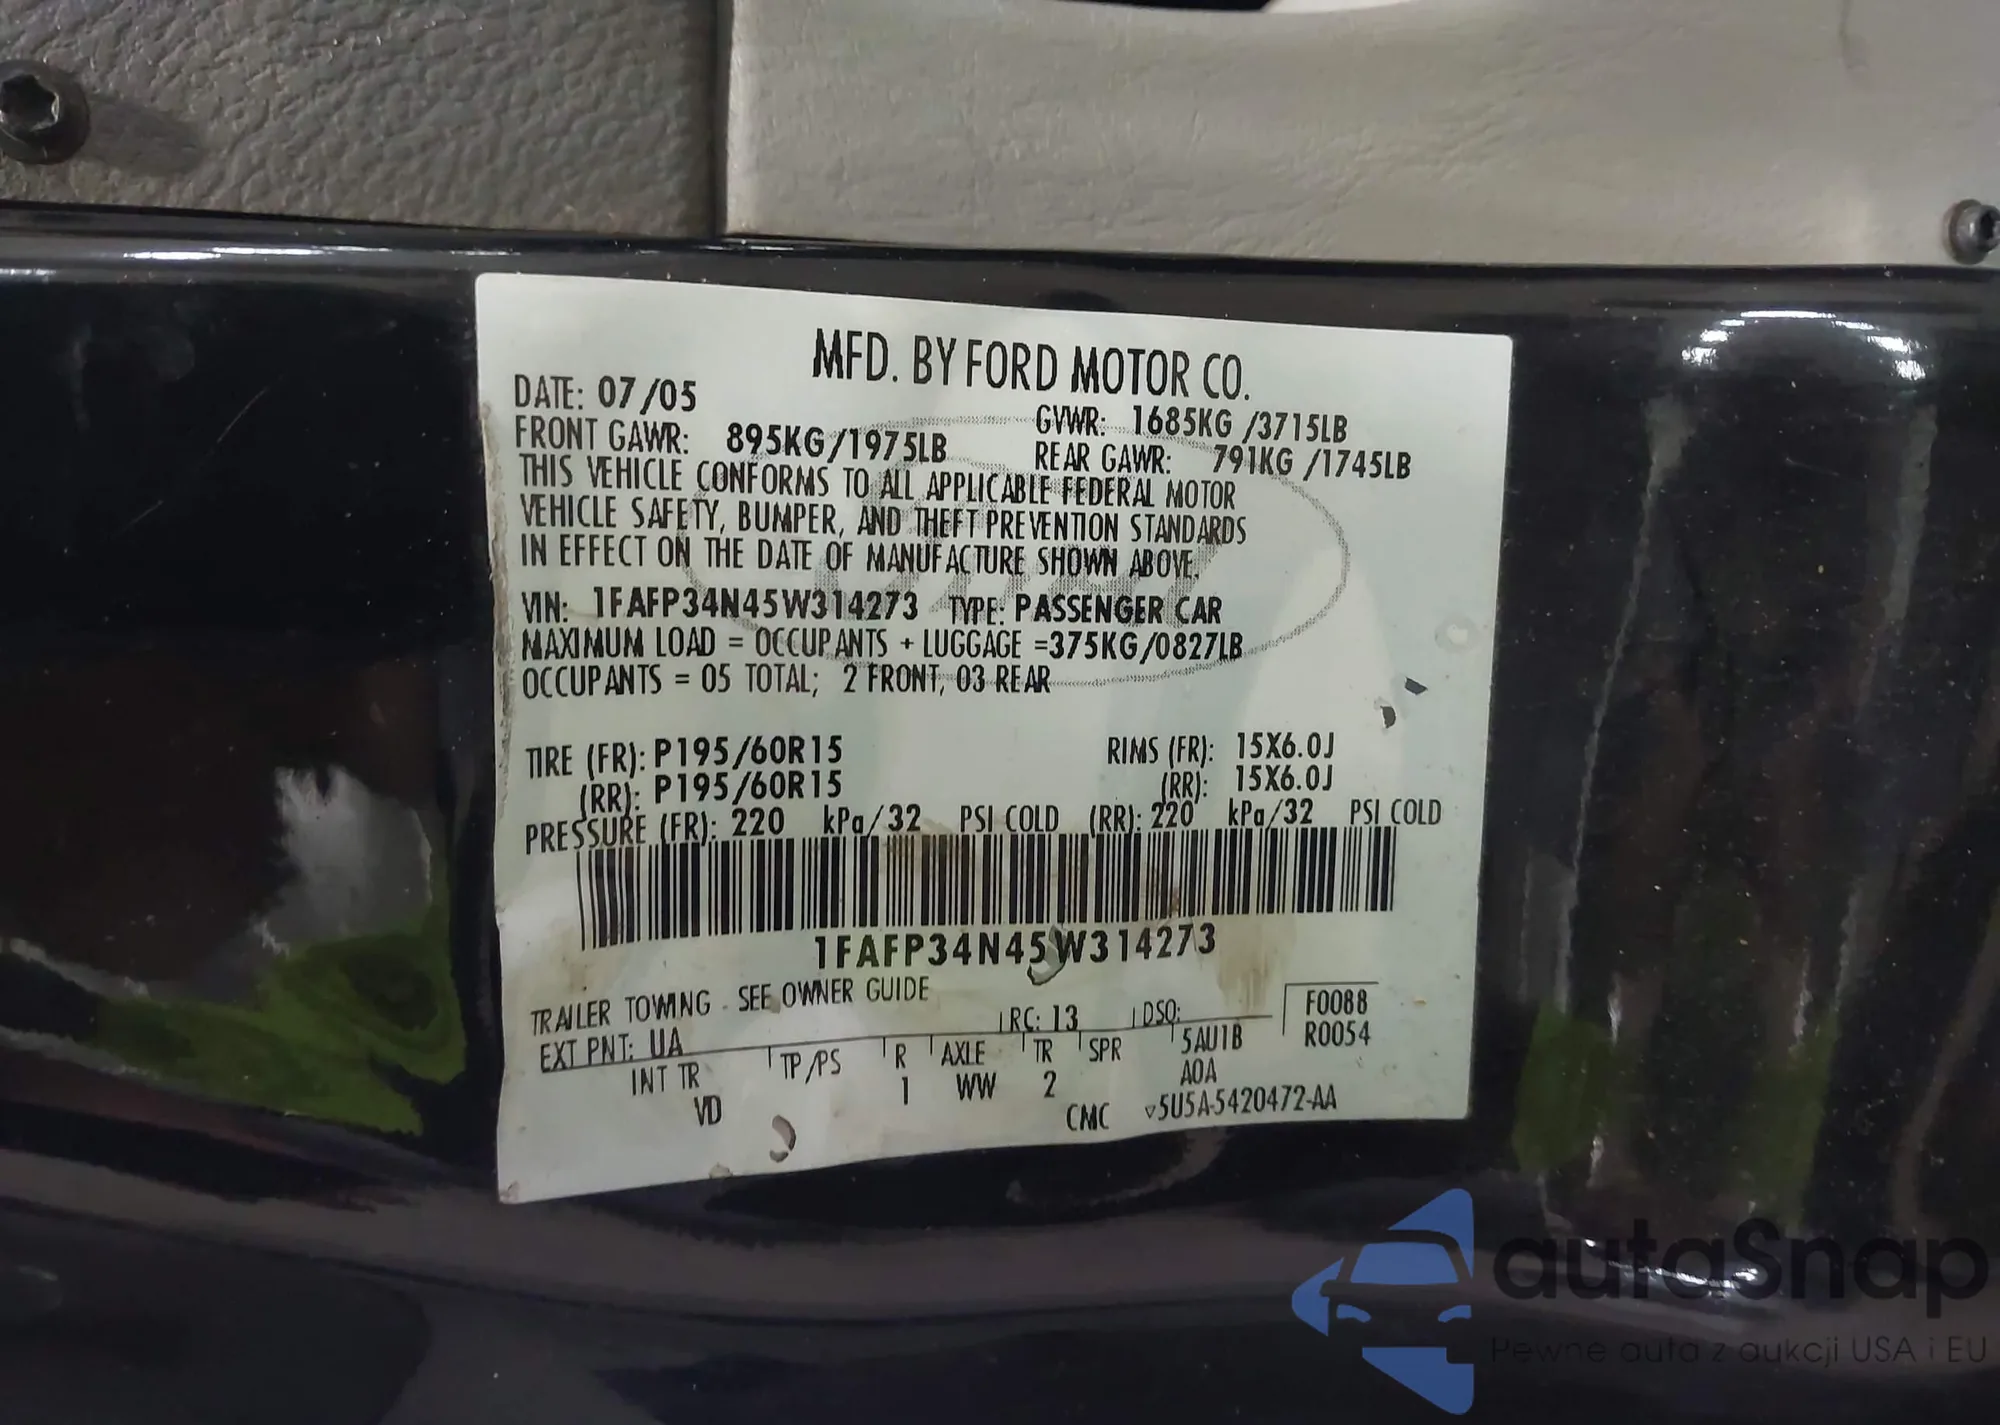 MFD. BY FORD MOTOR CO.
DATE: 07/05
GVWR: 1685KG /3715LB
FRONT GAWR: 895KG/1975LB
REAR GAWR: 791KG /1745LB
THIS VEHICLE CONFORMS TO ALL APPLICABLE FEDERAL MOTOR
VEHICLE SAFETY, BUMPER, AND THEFT PREVENTION STANDARDS
IN EFFECT ON THE DATE OF MANUFACTURE SHOWN ABOVE.
VIN: 1FAFP34N45W314273 TYPE: PASSENGER CAR
MAXIMUM LOAD = OCCUPANTS + LUGGAGE =375KG/0827LB
OCCUPANTS = 05 TOTAL; 2 FRONT, 03 REAR
TIRE (FR): P195/60R15 RIMS (FR): 15X6.0J
(RR): P195/60R15 (RR): 15X6.0J
PRESSURE (FR): 220 kPa/32 PSI COLD (RR): 220 kPa/32 PSI COLD
1FAFP34N45W314273
TRAILER TOWING - SEE OWNER GUIDE
EXT PNT: UA RC: 13 DSO: F0088
R0054
INT TR TP/PS R AXLE TR SPR 5AU1B
VD 1 WW 2 A0A
CMC ▽5U5A-5420472-AA
autaSnap
Pewne auta z aukcji USA i EU